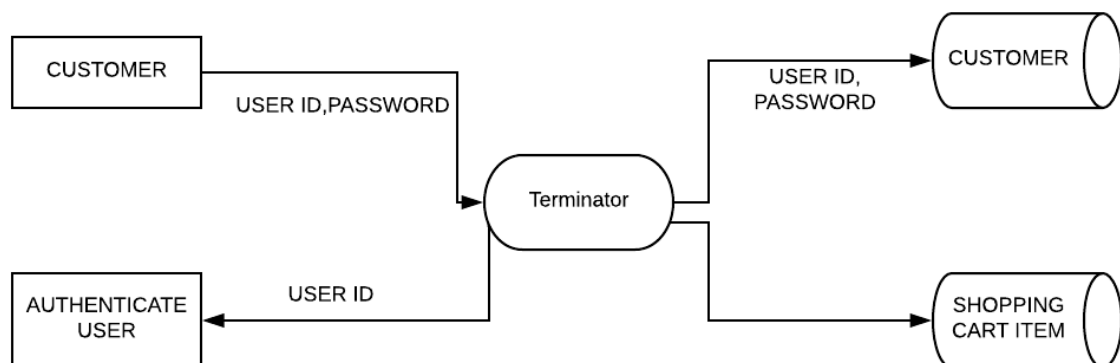 CUSTOMER
USER ID,PASSWORD
USER ID,
PASSWORD
CUSTOMER
Terminator
AUTHENTICATE
USER
USER ID
SHOPPING
CART ITEM